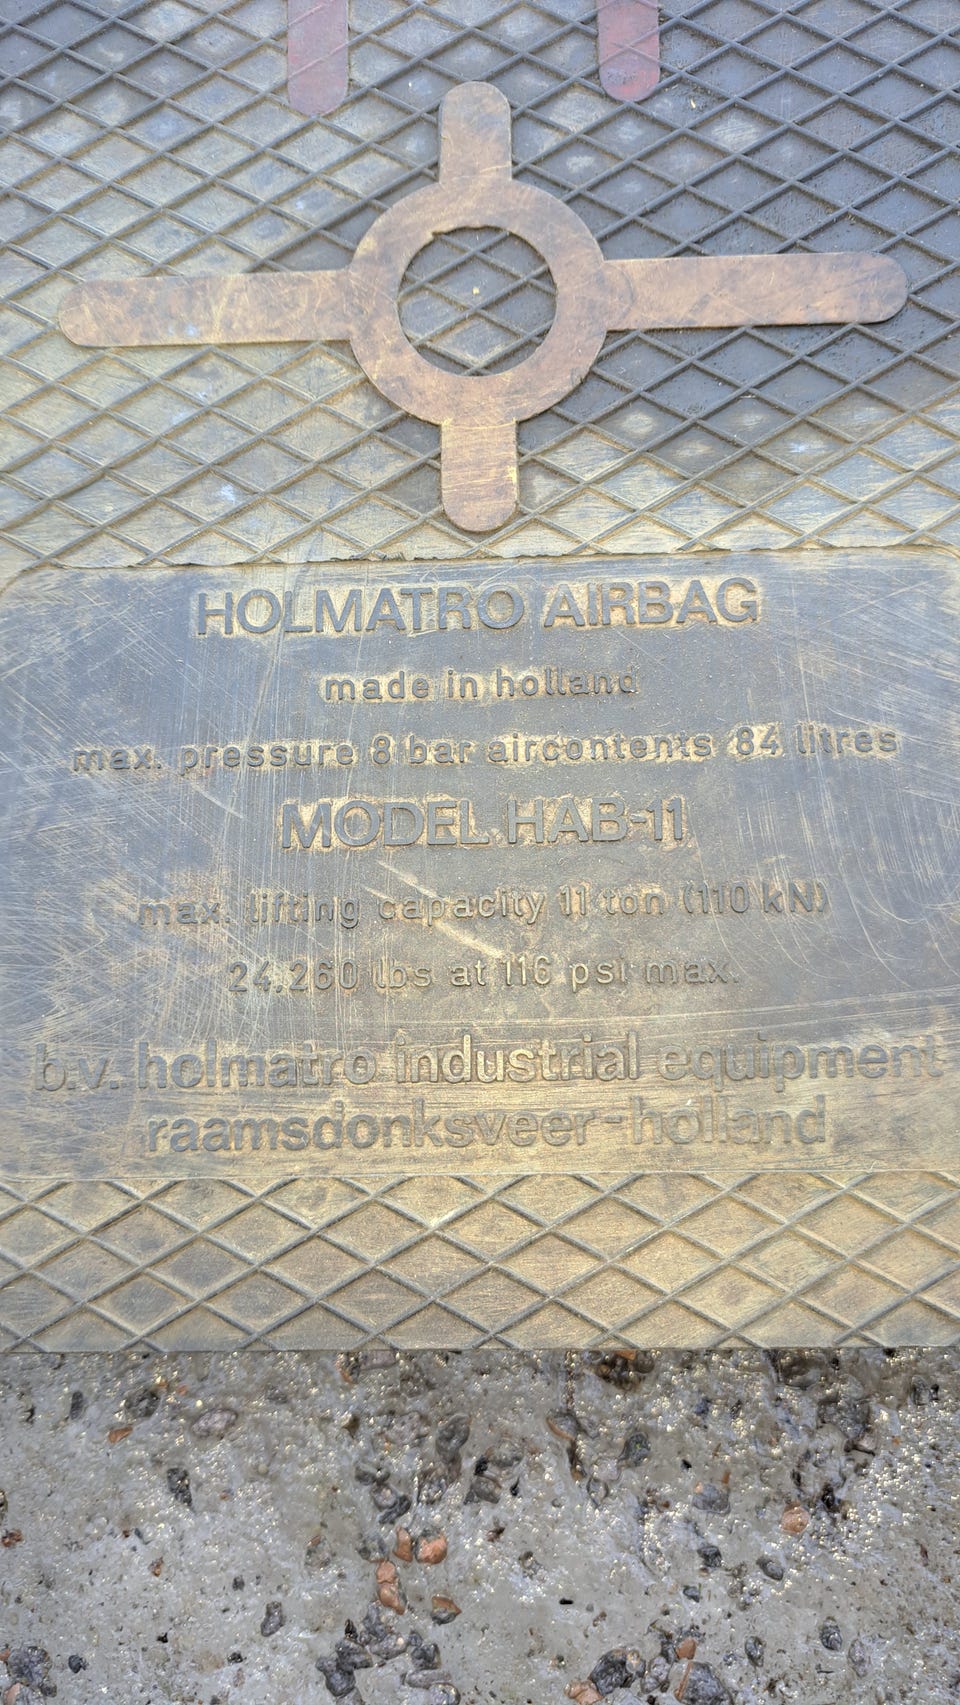 HOLMATRO AIRBAG
made in holland
max. pressure 8 bar aircontents 84 litres
MODEL HAB-11
max. lifting capacity 11 ton (110 kN)
24,260 lbs at 116 psi max.
b.v. holmatro industrial equipment
raamsdonksveer-holland